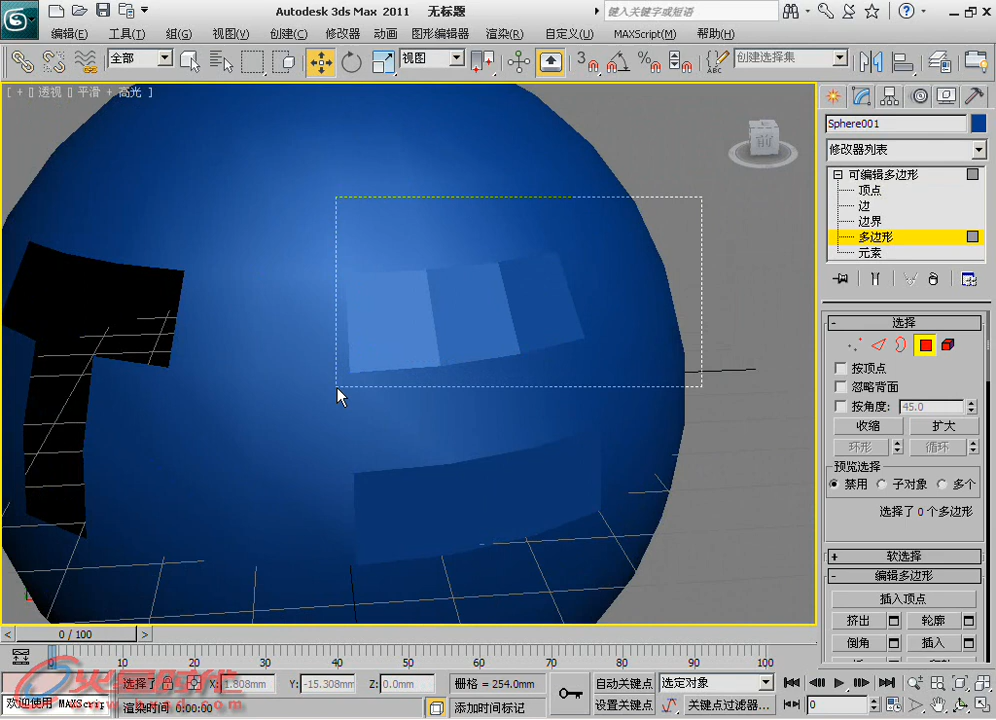 Autodesk 3ds Max 2011 无标题
键入关键字或短语
编辑(E) 工具(T) 组(G) 视图(V) 创建(C) 修改器 动画 图形编辑器 渲染(R) 自定义(U) MAXScript(M) 帮助(H)
全部 视图 3 % ABC 创建选择集
[ + [] 透视 ] 平滑 + 高光 ]
Sphere001
修改器列表
可编辑多边形
顶点
边
边界
多边形
元素
- 选择
按顶点
忽略背面
按角度: 45.0
收缩 扩大
环形 循环
预览选择
禁用 子对象 多个
选择了 0 个多边形
+ 软选择
- 编辑多边形
插入顶点
挤出 轮廓
倒角 插入
< 0 / 100 >
0 10 20 30 40 50 60 70 80 90 100
选择了 X: 1.808mm Y: -15.308mm Z: 0.0mm 栅格 = 254.0mm 自动关键点 选定对象
欢迎使用 MAXScrip 渲染时间 0:00:00 添加时间标记 设置关键点 关键点过滤器... 0
火星时代